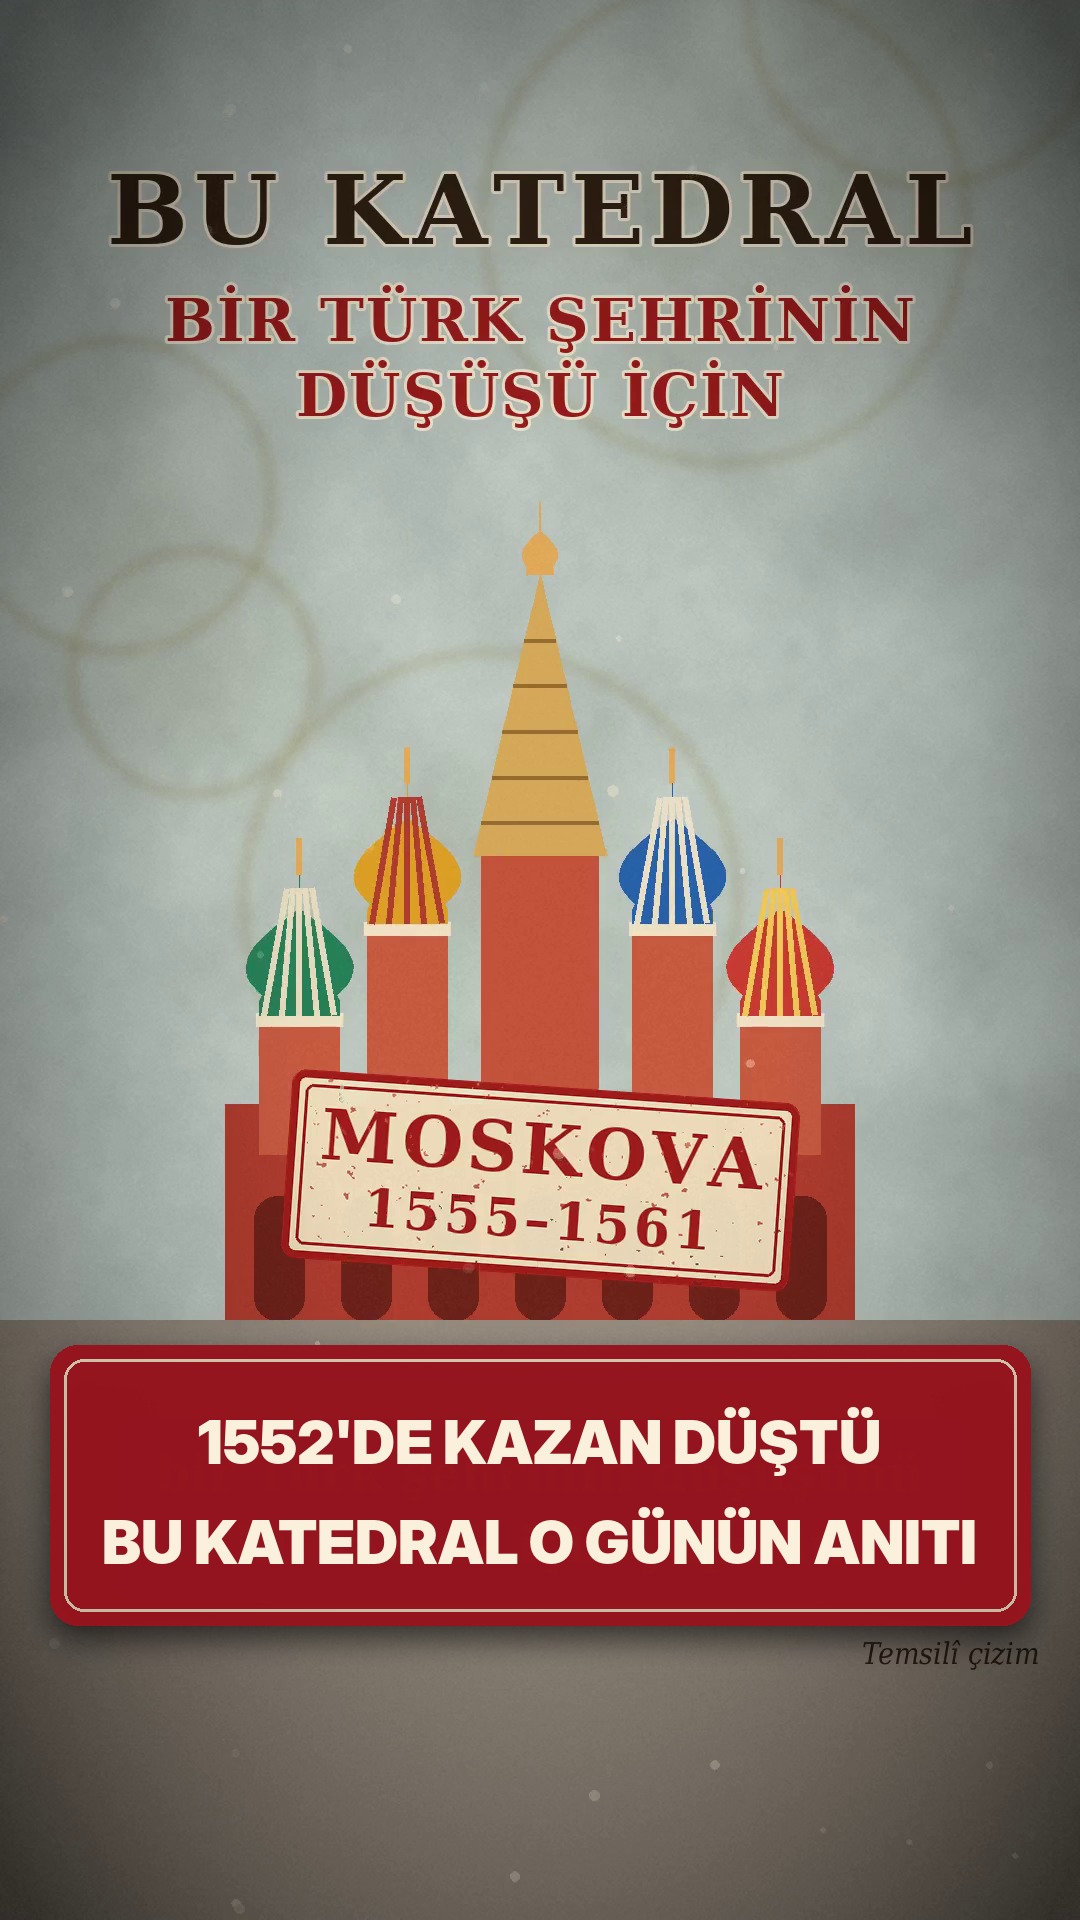 BU KATEDRAL
BİR TÜRK ŞEHRİNİN
DÜŞÜŞÜ İÇİN
MOSKOVA
1555–1561
1552'DE KAZAN DÜŞTÜ
BU KATEDRAL O GÜNÜN ANITI
Temsilî çizim